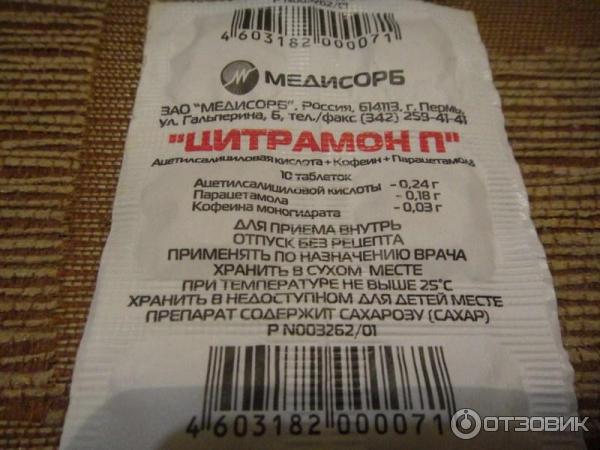 Р N003262/01
4 603182 000071
МЕДИСОРБ
ЗАО "МЕДИСОРБ", Россия, 614113, г. Пермь,
ул. Гальперина, 6, тел./факс (342) 259-41-41
"ЦИТРАМОН П"
Ацетилсалициловая кислота + Кофеин + Парацетамол
10 таблеток
Ацетилсалициловой кислоты - 0,24 г
Парацетамола - 0,18 г
Кофеина моногидрата - 0,03 г
ДЛЯ ПРИЕМА ВНУТРЬ
ОТПУСК БЕЗ РЕЦЕПТА
ПРИМЕНЯТЬ ПО НАЗНАЧЕНИЮ ВРАЧА
ХРАНИТЬ В СУХОМ МЕСТЕ
ПРИ ТЕМПЕРАТУРЕ НЕ ВЫШЕ 25°С
ХРАНИТЬ В НЕДОСТУПНОМ ДЛЯ ДЕТЕЙ МЕСТЕ
ПРЕПАРАТ СОДЕРЖИТ САХАРОЗУ (САХАР)
Р N003262/01
4 603182 000071
ОТЗОВИК